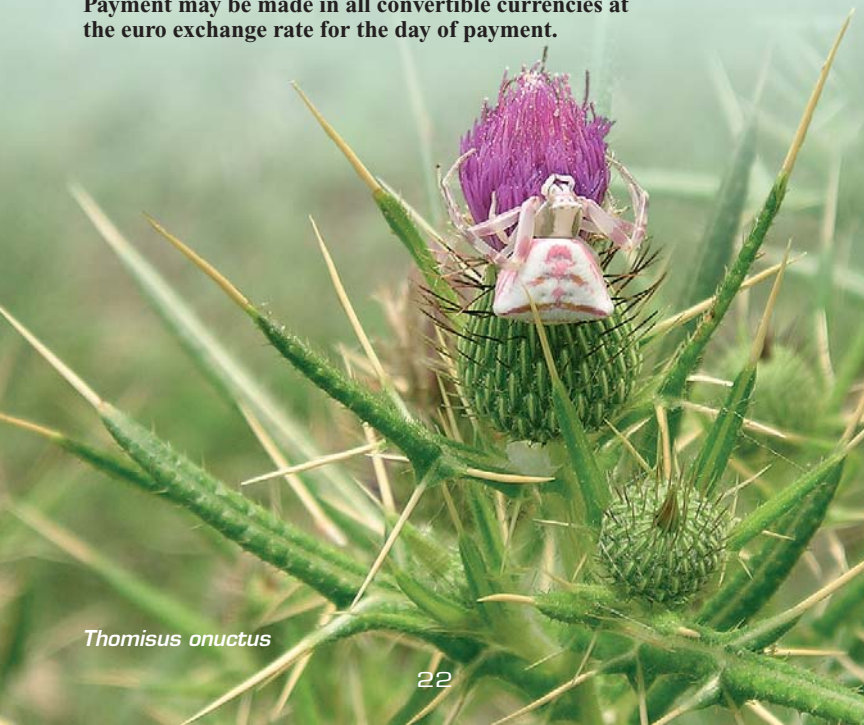 Payment may be made in all convertible currencies at
the euro exchange rate for the day of payment.
Thomisus onuctus
22